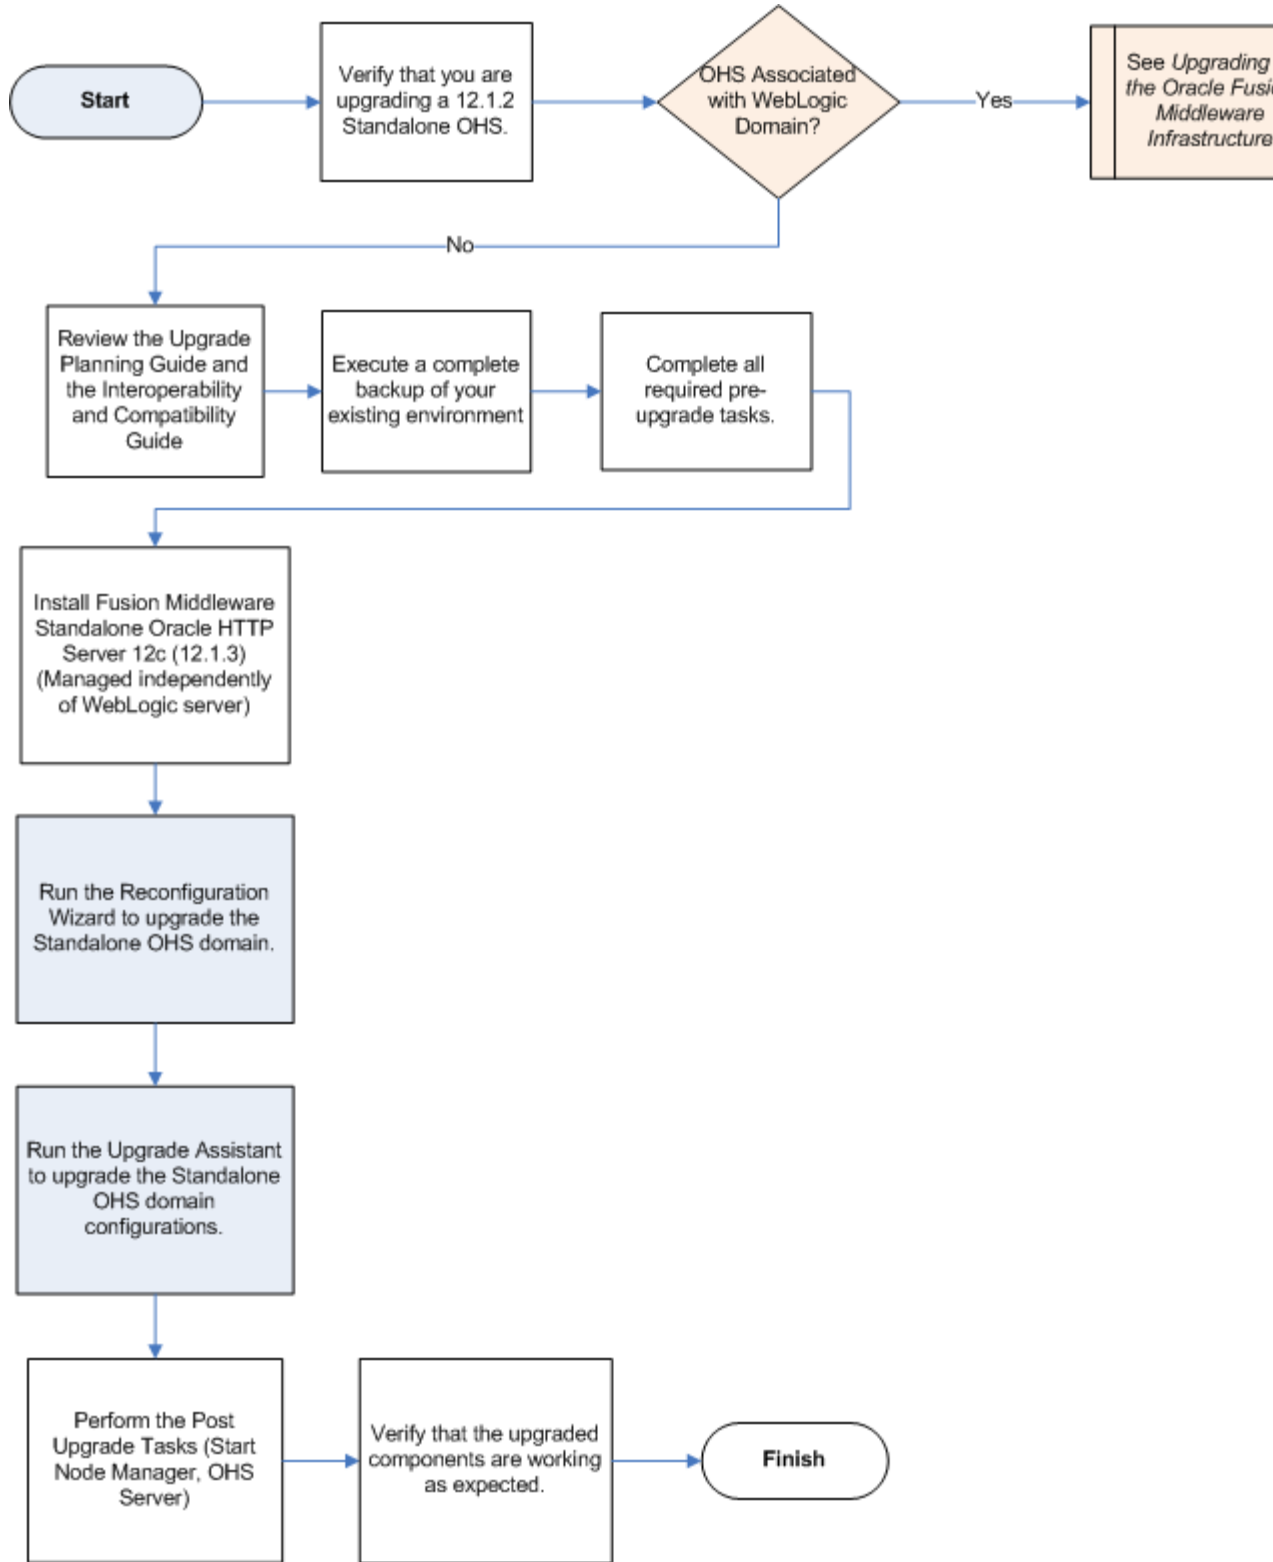 Start
Verify that you are
upgrading a 12.1.2
Standalone OHS.
OHS Associated
with WebLogic
Domain?
Yes
See Upgrading
the Oracle
Middleware
Infrastructure
No
Review the Upgrade
Planning Guide and
the Interoperability
and Compatibility
Guide
Execute a complete
backup of your
existing environment
Complete all
required pre-
upgrade tasks.
Install Fusion Middleware
Standalone Oracle HTTP
Server 12c (12.1.3)
(Managed independently
of WebLogic server)
Run the Reconfiguration
Wizard to upgrade the
Standalone OHS domain.
Run the Upgrade Assistant
to upgrade the Standalone
OHS domain
configurations.
Perform the Post
Upgrade Tasks (Start
Node Manager, OHS
Server)
Verify that the upgraded
components are working
as expected.
Finish